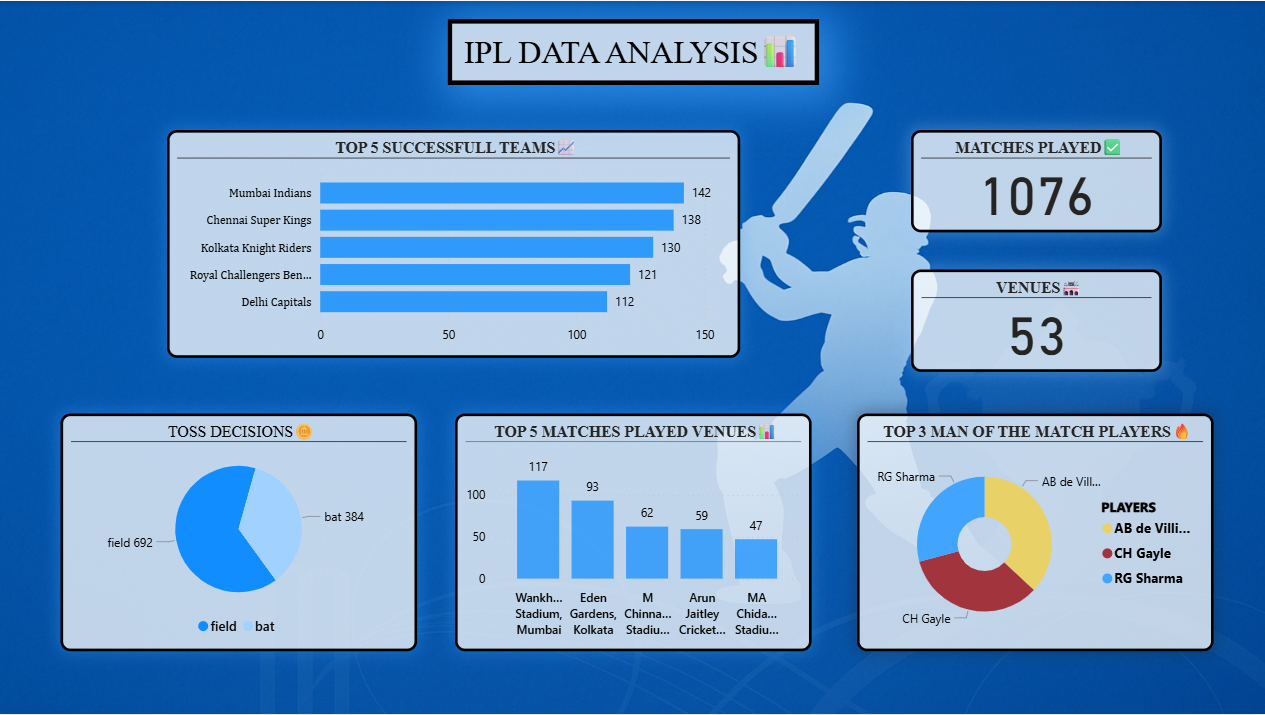 IPL DATA ANALYSIS
TOP 5 SUCCESSFULL TEAMS
Mumbai Indians 142
Chennai Super Kings 138
Kolkata Knight Riders 130
Royal Challengers Ben... 121
Delhi Capitals 112
0 50 100 150
MATCHES PLAYED
1076
VENUES
53
TOSS DECISIONS
bat 384
field 692
field bat
TOP 5 MATCHES PLAYED VENUES
117
93
62
59
47
100
50
0
Wankh...
Stadium,
Mumbai
Eden
Gardens,
Kolkata
M
Chinna...
Stadiu...
Arun
Jaitley
Cricket...
MA
Chida...
Stadiu...
TOP 3 MAN OF THE MATCH PLAYERS
RG Sharma
AB de Vill...
CH Gayle
PLAYERS
AB de Villi...
CH Gayle
RG Sharma